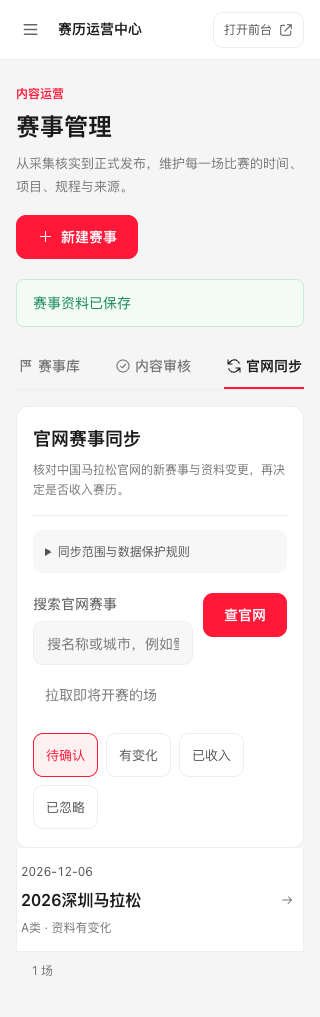 赛历运营中心
打开前台
内容运营
赛事管理
从采集核实到正式发布，维护每一场比赛的时间、
项目、规程与来源。
新建赛事
赛事资料已保存
赛事库
内容审核
官网同步
官网赛事同步
核对中国马拉松官网的新赛事与资料变更，再决
定是否收入赛历。
同步范围与数据保护规则
搜索官网赛事
查官网
搜名称或城市，例如
拉取即将开赛的场
待确认
有变化
已收入
已忽略
2026-12-06
2026深圳马拉松
A类 · 资料有变化
1 场